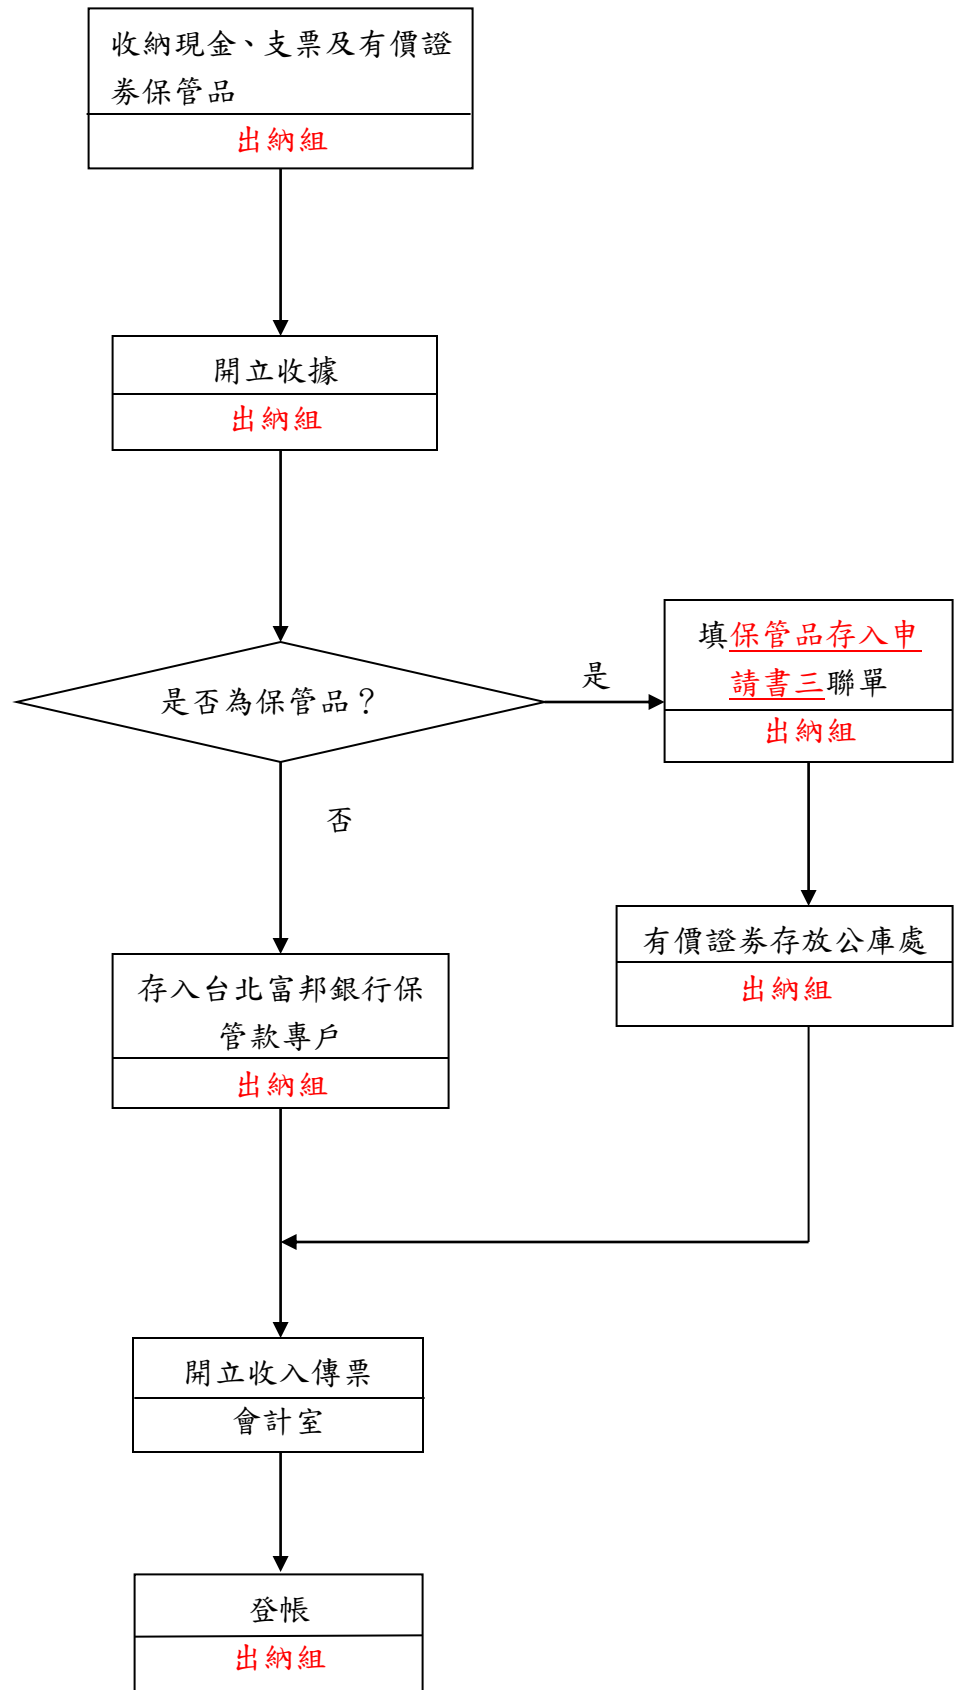 收納現金、支票及有價證
券保管品
出納組
開立收據
出納組
是否為保管品？
是
填保管品存入申
請書三聯單
出納組
否
有價證券存放公庫處
出納組
存入台北富邦銀行保
管款專戶
出納組
開立收入傳票
會計室
登帳
出納組